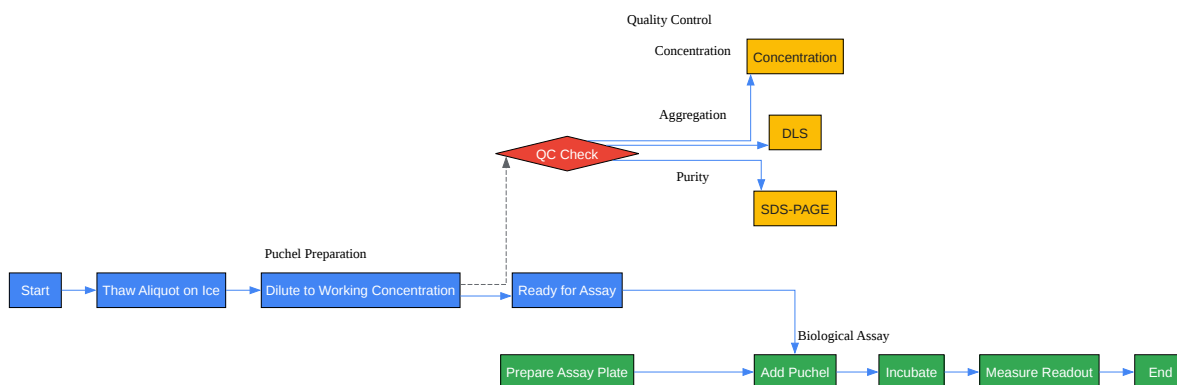 Quality Control
Concentration
Concentration
Aggregation
DLS
QC Check
Purity
SDS-PAGE
Puchel Preparation
Start
Thaw Aliquot on Ice
Dilute to Working Concentration
Ready for Assay
Biological Assay
Prepare Assay Plate
Add Puchel
Incubate
Measure Readout
End